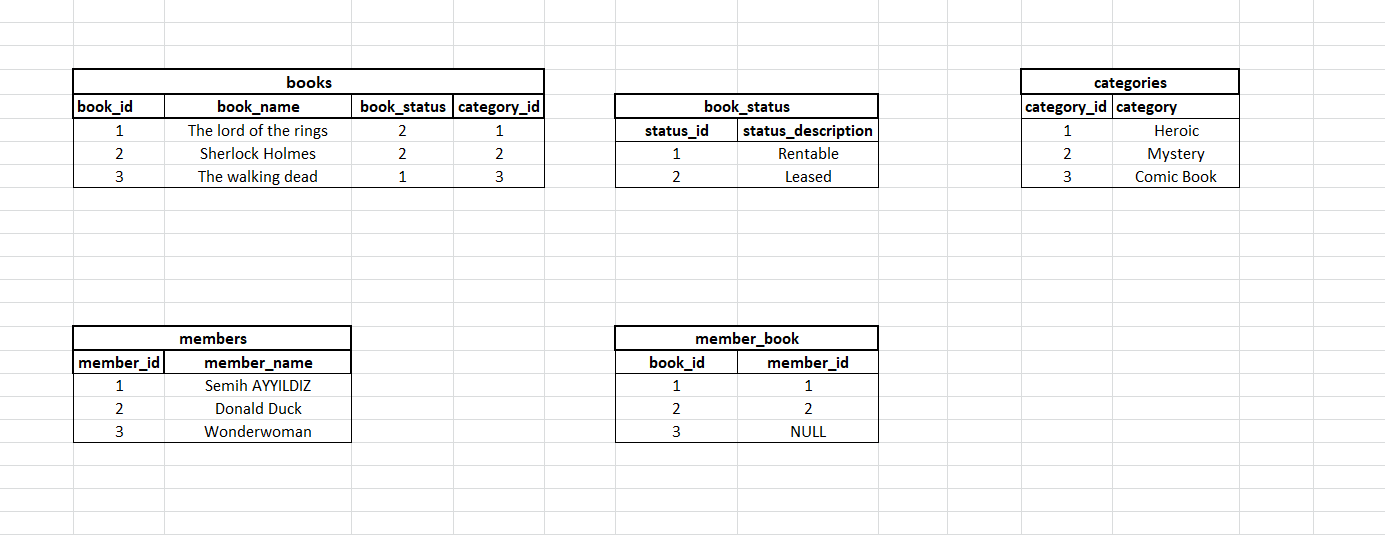 books
book_id book_name book_status category_id
1 The lord of the rings 2 1
2 Sherlock Holmes 2 2
3 The walking dead 1 3
book_status
status_id status_description
1 Rentable
2 Leased
categories
category_id category
1 Heroic
2 Mystery
3 Comic Book
members
member_id member_name
1 Semih AYYILDIZ
2 Donald Duck
3 Wonderwoman
member_book
book_id member_id
1 1
2 2
3 NULL